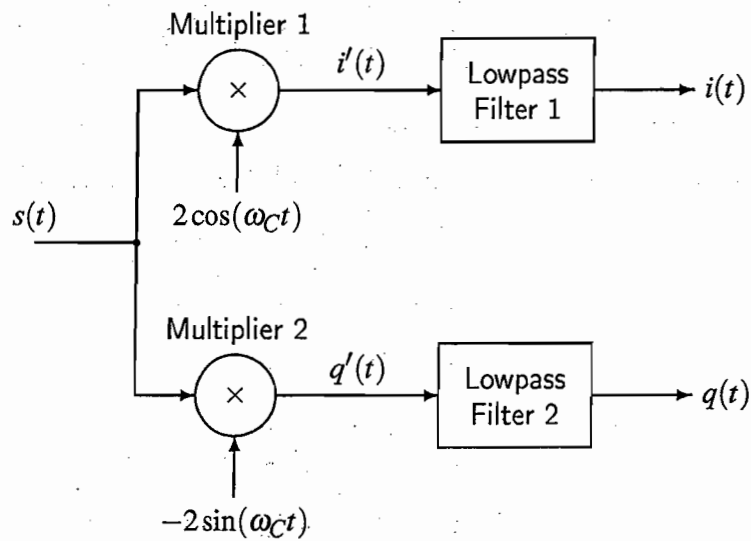 Multiplier 1
×
i′(t)
Lowpass
Filter 1
i(t)
2cos(ω_C t)
s(t)
Multiplier 2
×
q′(t)
Lowpass
Filter 2
q(t)
−2sin(ω_C t)